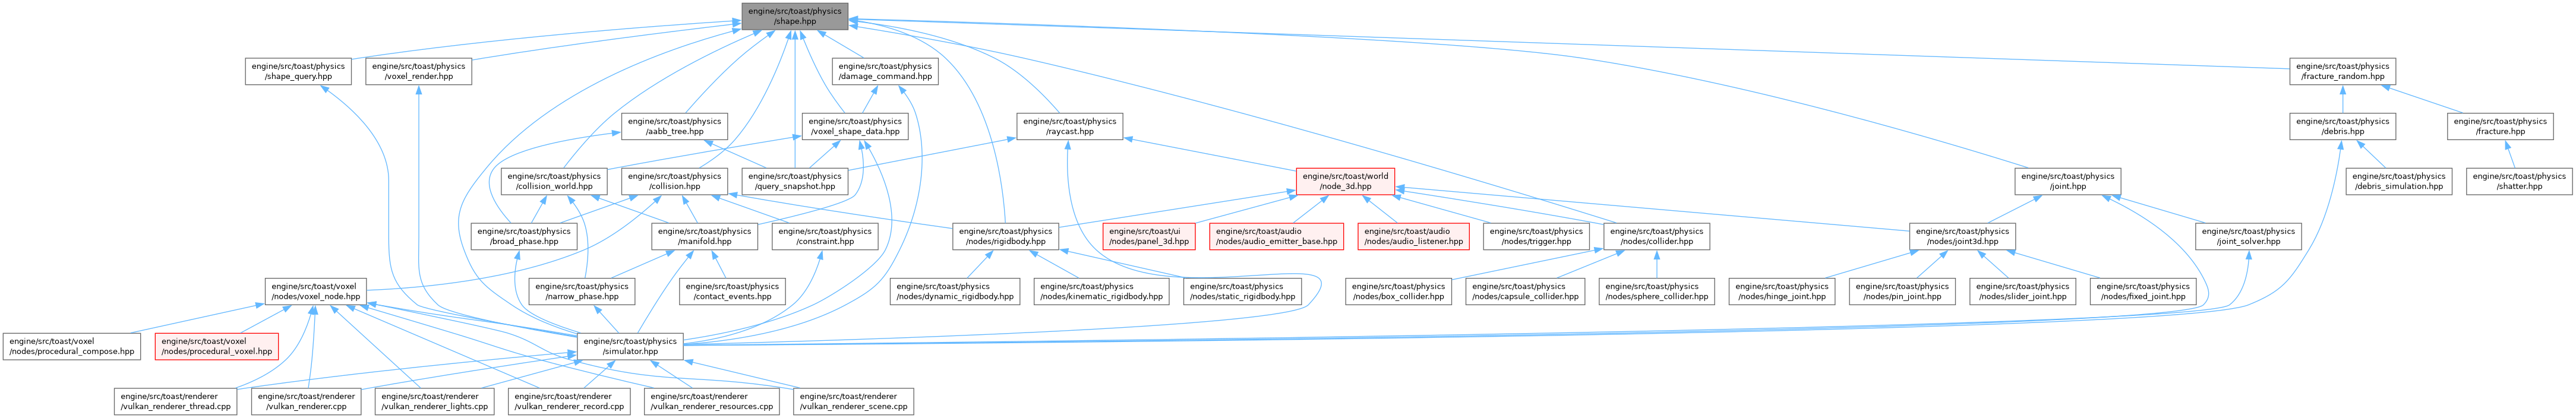 engine/src/toast/physics
/shape.hpp
engine/src/toast/physics
/shape_query.hpp
engine/src/toast/physics
/voxel_render.hpp
engine/src/toast/physics
/damage_command.hpp
engine/src/toast/physics
/fracture_random.hpp
engine/src/toast/physics
/aabb_tree.hpp
engine/src/toast/physics
/voxel_shape_data.hpp
engine/src/toast/physics
/raycast.hpp
engine/src/toast/physics
/debris.hpp
engine/src/toast/physics
/fracture.hpp
engine/src/toast/physics
/collision_world.hpp
engine/src/toast/physics
/collision.hpp
engine/src/toast/physics
/query_snapshot.hpp
engine/src/toast/world
/node_3d.hpp
engine/src/toast/physics
/joint.hpp
engine/src/toast/physics
/debris_simulation.hpp
engine/src/toast/physics
/shatter.hpp
engine/src/toast/physics
/broad_phase.hpp
engine/src/toast/physics
/manifold.hpp
engine/src/toast/physics
/constraint.hpp
engine/src/toast/physics
/nodes/rigidbody.hpp
engine/src/toast/ui
/nodes/panel_3d.hpp
engine/src/toast/audio
/nodes/audio_emitter_base.hpp
engine/src/toast/audio
/nodes/audio_listener.hpp
engine/src/toast/physics
/nodes/trigger.hpp
engine/src/toast/physics
/nodes/collider.hpp
engine/src/toast/physics
/nodes/joint3d.hpp
engine/src/toast/physics
/joint_solver.hpp
engine/src/toast/voxel
/nodes/voxel_node.hpp
engine/src/toast/physics
/narrow_phase.hpp
engine/src/toast/physics
/contact_events.hpp
engine/src/toast/physics
/nodes/dynamic_rigidbody.hpp
engine/src/toast/physics
/nodes/kinematic_rigidbody.hpp
engine/src/toast/physics
/nodes/static_rigidbody.hpp
engine/src/toast/physics
/nodes/box_collider.hpp
engine/src/toast/physics
/nodes/capsule_collider.hpp
engine/src/toast/physics
/nodes/sphere_collider.hpp
engine/src/toast/physics
/nodes/hinge_joint.hpp
engine/src/toast/physics
/nodes/pin_joint.hpp
engine/src/toast/physics
/nodes/slider_joint.hpp
engine/src/toast/physics
/nodes/fixed_joint.hpp
engine/src/toast/voxel
/nodes/procedural_compose.hpp
engine/src/toast/voxel
/nodes/procedural_voxel.hpp
engine/src/toast/physics
/simulator.hpp
engine/src/toast/renderer
/vulkan_renderer_thread.cpp
engine/src/toast/renderer
/vulkan_renderer.cpp
engine/src/toast/renderer
/vulkan_renderer_lights.cpp
engine/src/toast/renderer
/vulkan_renderer_record.cpp
engine/src/toast/renderer
/vulkan_renderer_resources.cpp
engine/src/toast/renderer
/vulkan_renderer_scene.cpp